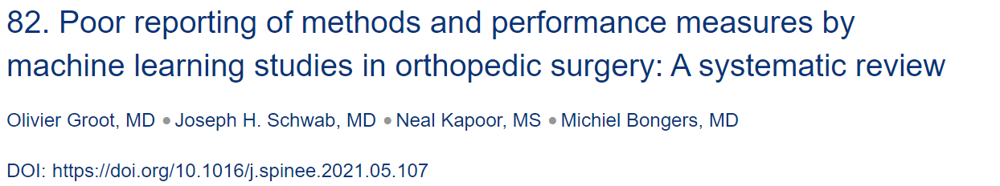 82. Poor reporting of methods and performance measures by
machine learning studies in orthopedic surgery: A systematic review
Olivier Groot, MD • Joseph H. Schwab, MD • Neal Kapoor, MS • Michiel Bongers, MD
DOI: https://doi.org/10.1016/j.spinee.2021.05.107